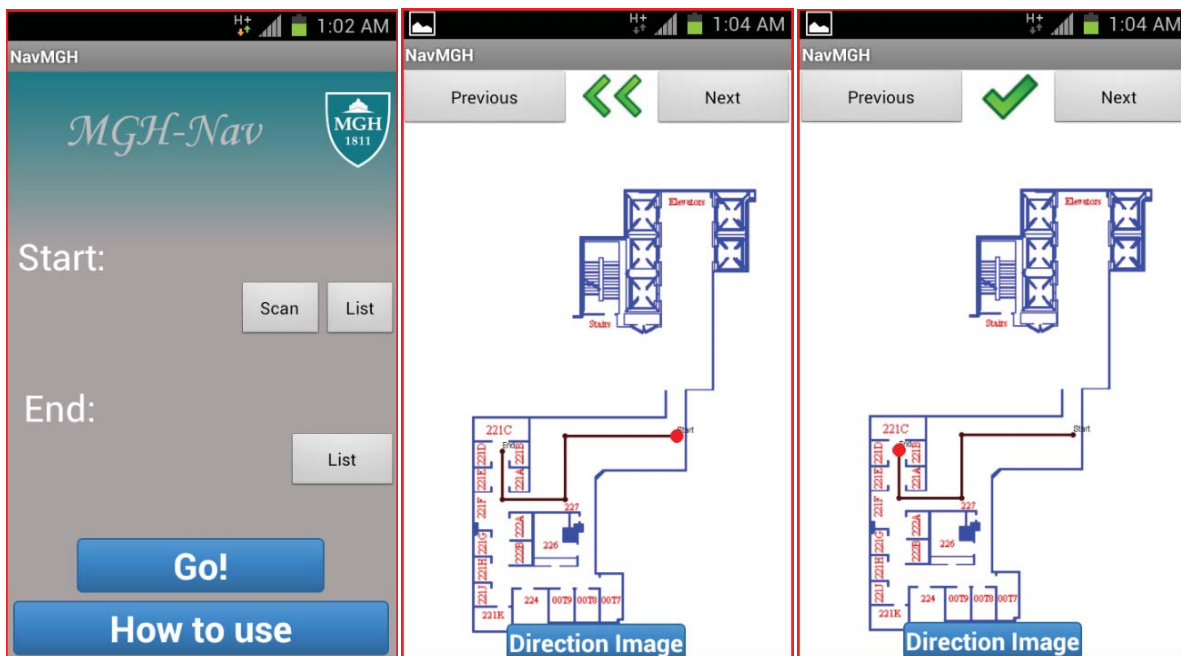 H+ 1:02 AM
NavMGH
MGH-Nav
MGH
1811
Start:
Scan List
End:
List
Go!
How to use
H+ 1:04 AM
NavMGH
Previous Next
Elevators
Stairs
Start
221C
End
221D 221B
221E 221A
221F
227
222A
221G 222B 226
221H
221J
224 00T9 00T8 00T7
221K
Direction Image
H+ 1:04 AM
NavMGH
Previous Next
Elevators
Stairs
Start
221C
221D 221B
221E 221A
221F
227
222A
221G 222B 226
221H
221J
224 00T9 00T8 00T7
221K
Direction Image